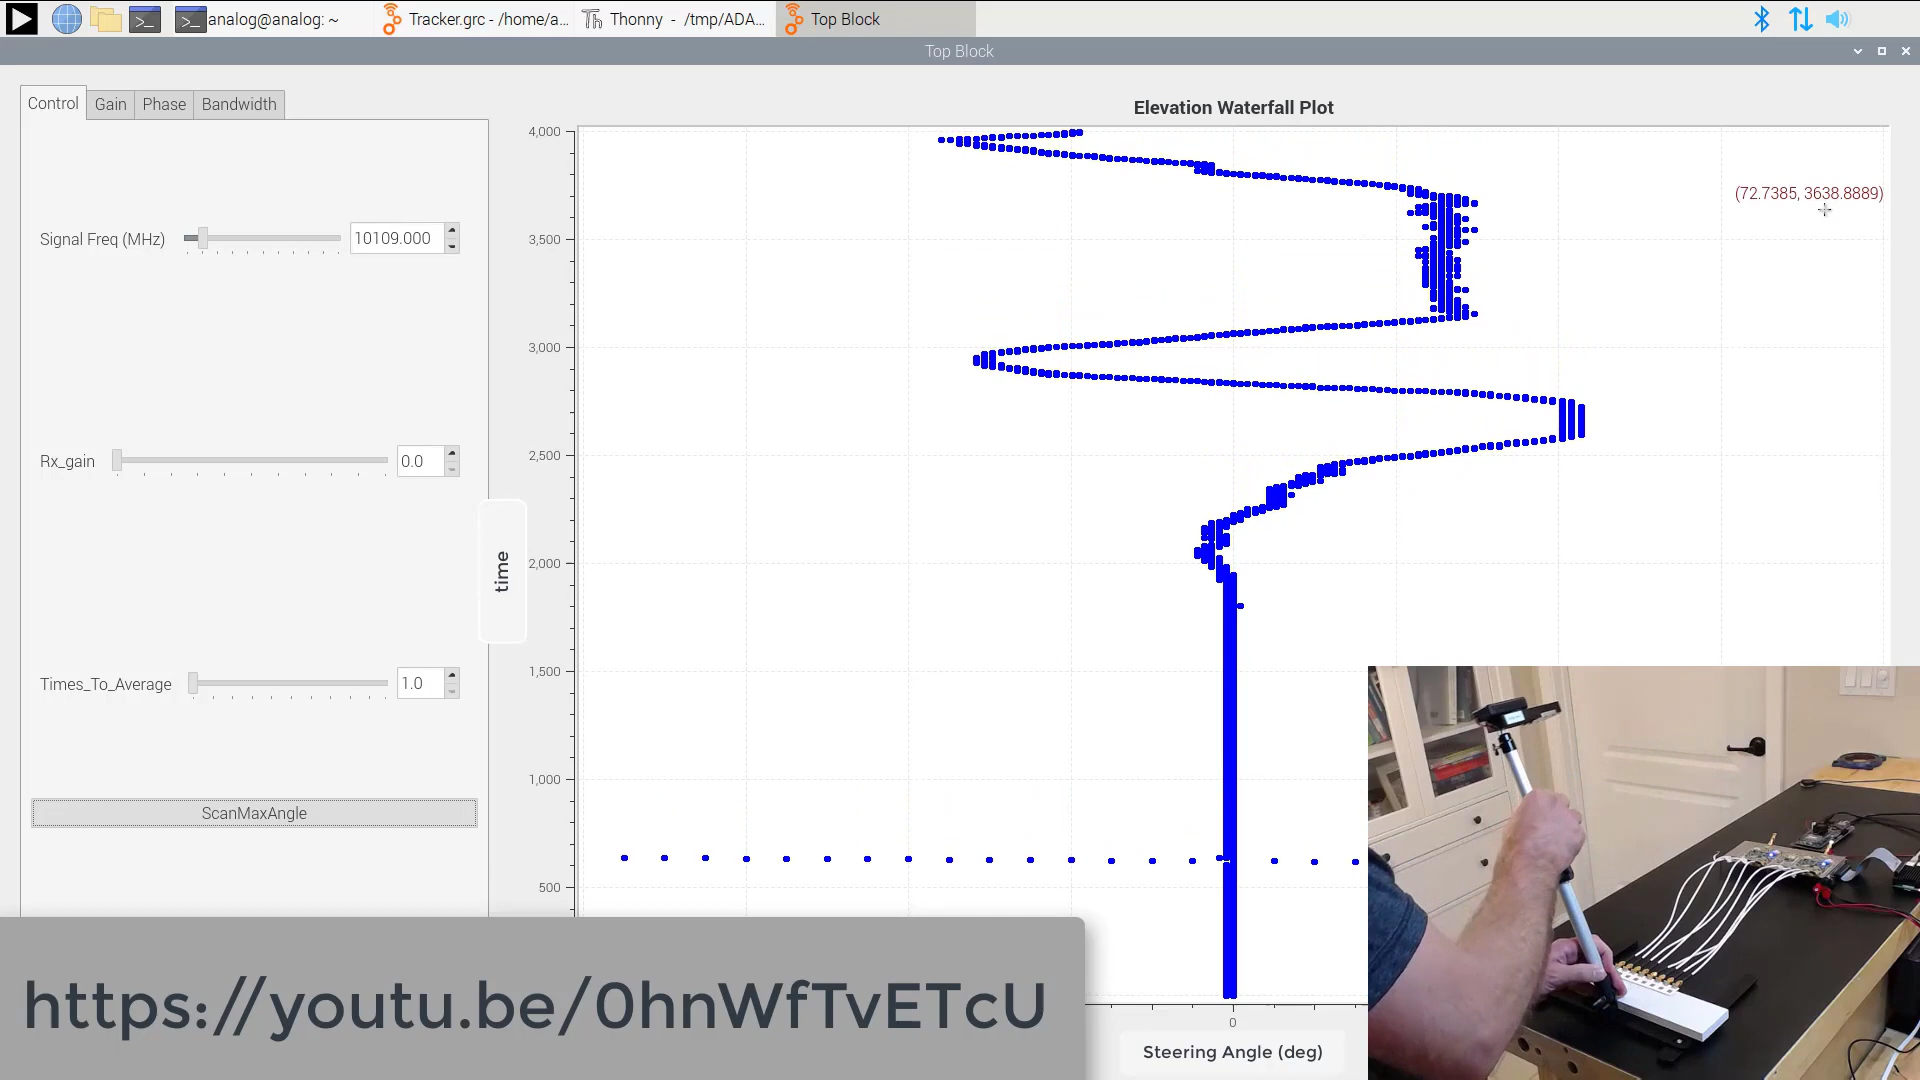 analog@analog: ~
Tracker.grc - /home/a...
Th Thonny - /tmp/ADA...
Top Block
Top Block
Control
Gain
Phase
Bandwidth
Elevation Waterfall Plot
4,000
(72.7385, 3638.8889)
Signal Freq (MHz)
10109.000
3,500
3,000
Rx_gain
0.0
2,500
time
2,000
Times_To_Average
1.0
1,500
1,000
ScanMaxAngle
500
https://youtu.be/0hnWfTvETcU
0
Steering Angle (deg)